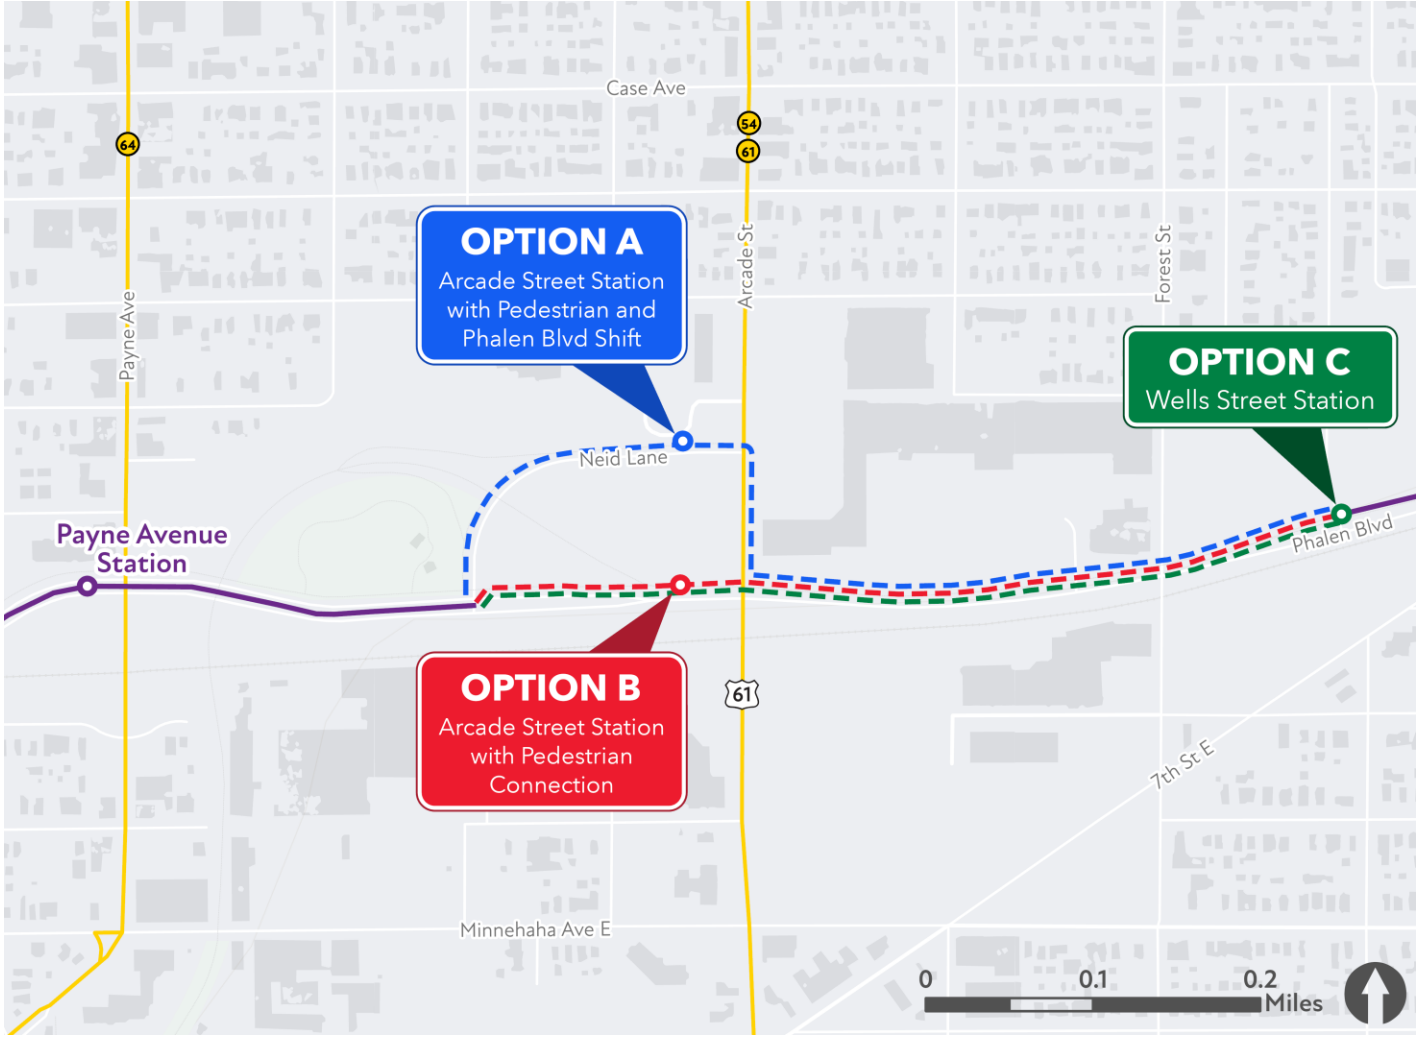 Case Ave
54
64
61
OPTION A
Arcade Street Station
with Pedestrian and
Phalen Blvd Shift
Arcade St
Forest St
Payne Ave
OPTION C
Wells Street Station
Neid Lane
Payne Avenue
Station
Phalen Blvd
OPTION B
Arcade Street Station
with Pedestrian
Connection
61
7th St E
Minnehaha Ave E
0 0.1 0.2
Miles